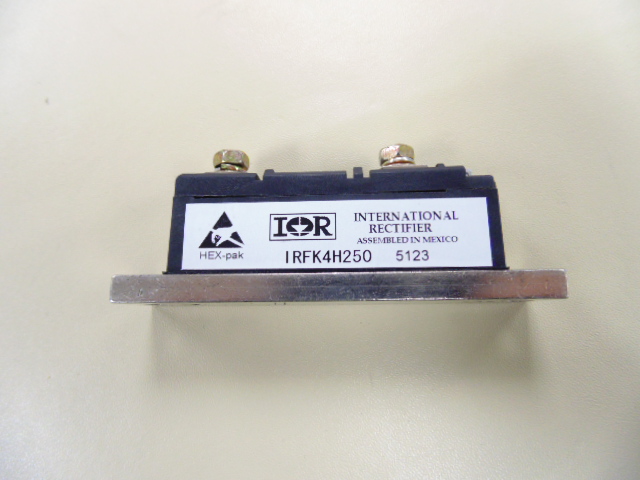 IOR
INTERNATIONAL
RECTIFIER
ASSEMBLED IN MEXICO
HEX-pak
IRFK4H250 5123